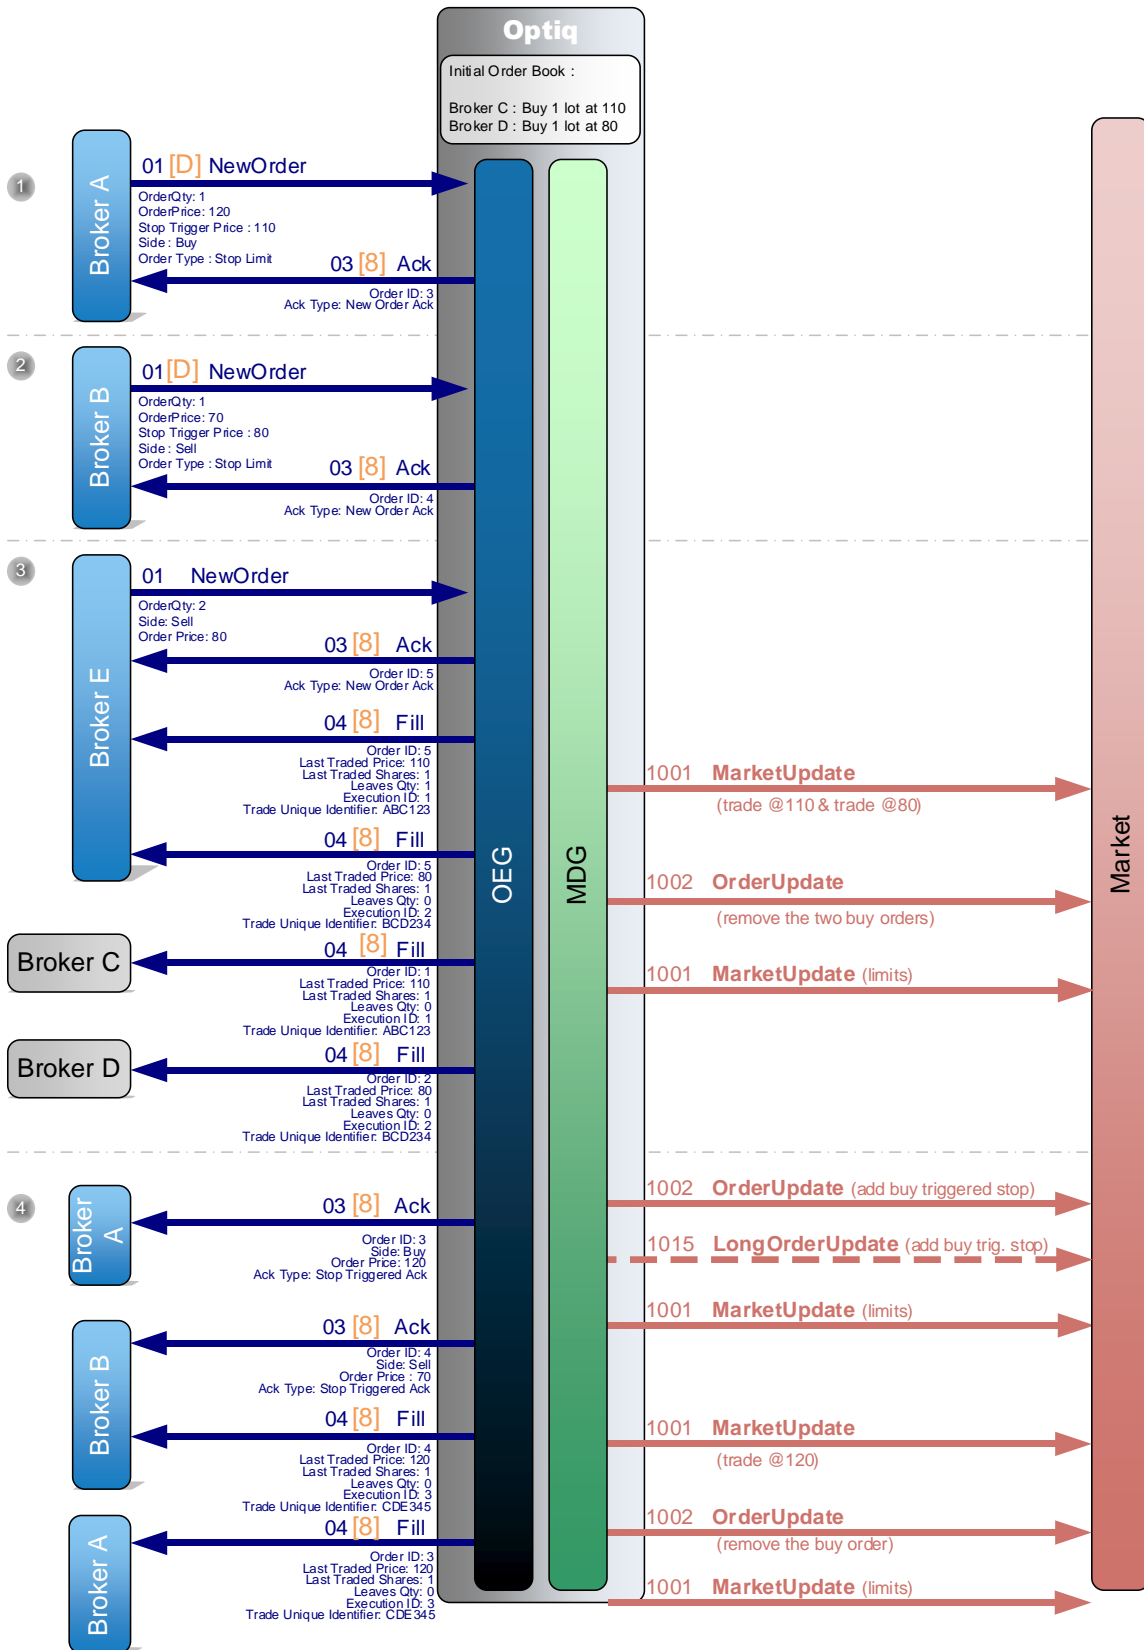 Optiq
Initial Order Book :
Broker C : Buy 1 lot at 110
Broker D : Buy 1 lot at 80
OEG
MDG
Market
1
Broker A
01 [D] NewOrder
OrderQty: 1
OrderPrice: 120
Stop Trigger Price : 110
Side : Buy
Order Type : Stop Limit
03 [8] Ack
Order ID: 3
Ack Type: New Order Ack
2
Broker B
01 [D] NewOrder
OrderQty: 1
OrderPrice: 70
Stop Trigger Price : 80
Side : Sell
Order Type : Stop Limit
03 [8] Ack
Order ID: 4
Ack Type: New Order Ack
3
Broker E
01 NewOrder
OrderQty: 2
Side: Sell
Order Price: 80
03 [8] Ack
Order ID: 5
Ack Type: New Order Ack
04 [8] Fill
Order ID: 5
Last Traded Price: 110
Last Traded Shares: 1
Leaves Qty: 1
Execution ID: 1
Trade Unique Identifier: ABC123
1001 MarketUpdate
(trade @110 & trade @80)
04 [8] Fill
Order ID: 5
Last Traded Price: 80
Last Traded Shares: 1
Leaves Qty: 0
Execution ID: 2
Trade Unique Identifier: BCD234
1002 OrderUpdate
(remove the two buy orders)
Broker C
04 [8] Fill
Order ID: 1
Last Traded Price: 110
Last Traded Shares: 1
Leaves Qty: 0
Execution ID: 1
Trade Unique Identifier: ABC123
1001 MarketUpdate (limits)
Broker D
04 [8] Fill
Order ID: 2
Last Traded Price: 80
Last Traded Shares: 1
Leaves Qty: 0
Execution ID: 2
Trade Unique Identifier: BCD234
4
Broker
A
03 [8] Ack
Order ID: 3
Side: Buy
Order Price: 120
Ack Type: Stop Triggered Ack
1002 OrderUpdate (add buy triggered stop)
1015 LongOrderUpdate (add buy trig. stop)
1001 MarketUpdate (limits)
Broker B
03 [8] Ack
Order ID: 4
Side: Sell
Order Price : 70
Ack Type: Stop Triggered Ack
04 [8] Fill
Order ID: 4
Last Traded Price: 120
Last Traded Shares: 1
Leaves Qty: 0
Execution ID: 3
Trade Unique Identifier: CDE345
1001 MarketUpdate
(trade @120)
Broker A
04 [8] Fill
Order ID: 3
Last Traded Price: 120
Last Traded Shares: 1
Leaves Qty: 0
Execution ID: 3
Trade Unique Identifier: CDE345
1002 OrderUpdate
(remove the buy order)
1001 MarketUpdate (limits)